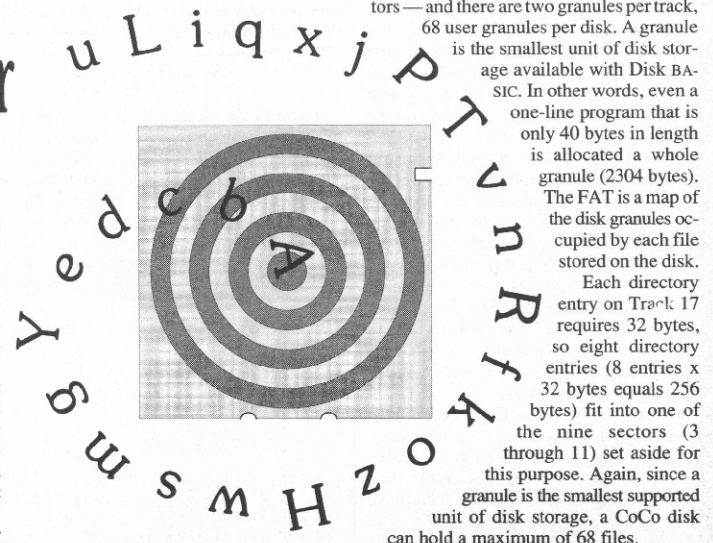 tors — and there are two granules per track,
68 user granules per disk. A granule
is the smallest unit of disk stor-
age available with Disk BA-
SIC. In other words, even a
one-line program that is
only 40 bytes in length
is allocated a whole
granule (2304 bytes).
The FAT is a map of
the disk granules oc-
cupied by each file
stored on the disk.
Each directory
entry on Track 17
requires 32 bytes,
so eight directory
entries (8 entries x
32 bytes equals 256
bytes) fit into one of
the nine sectors (3
through 11) set aside for
this purpose. Again, since a
granule is the smallest supported
unit of disk storage, a CoCo disk
can hold a maximum of 68 files.
A b c d e Y g m s w H z o k f R n v T P j x q i L u r